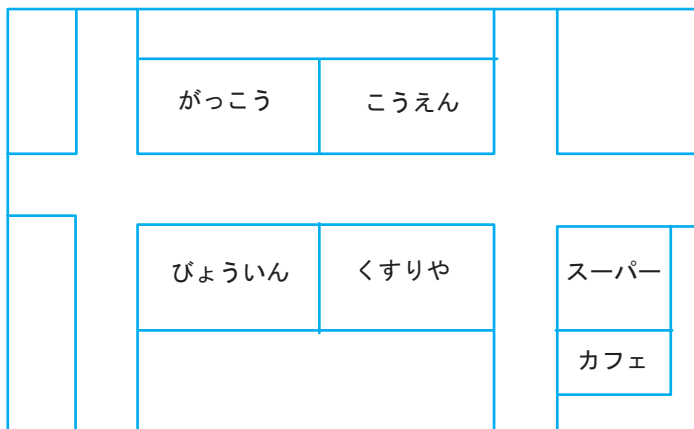 がっこう
こうえん
びょういん
くすりや
スーパー
カフェ